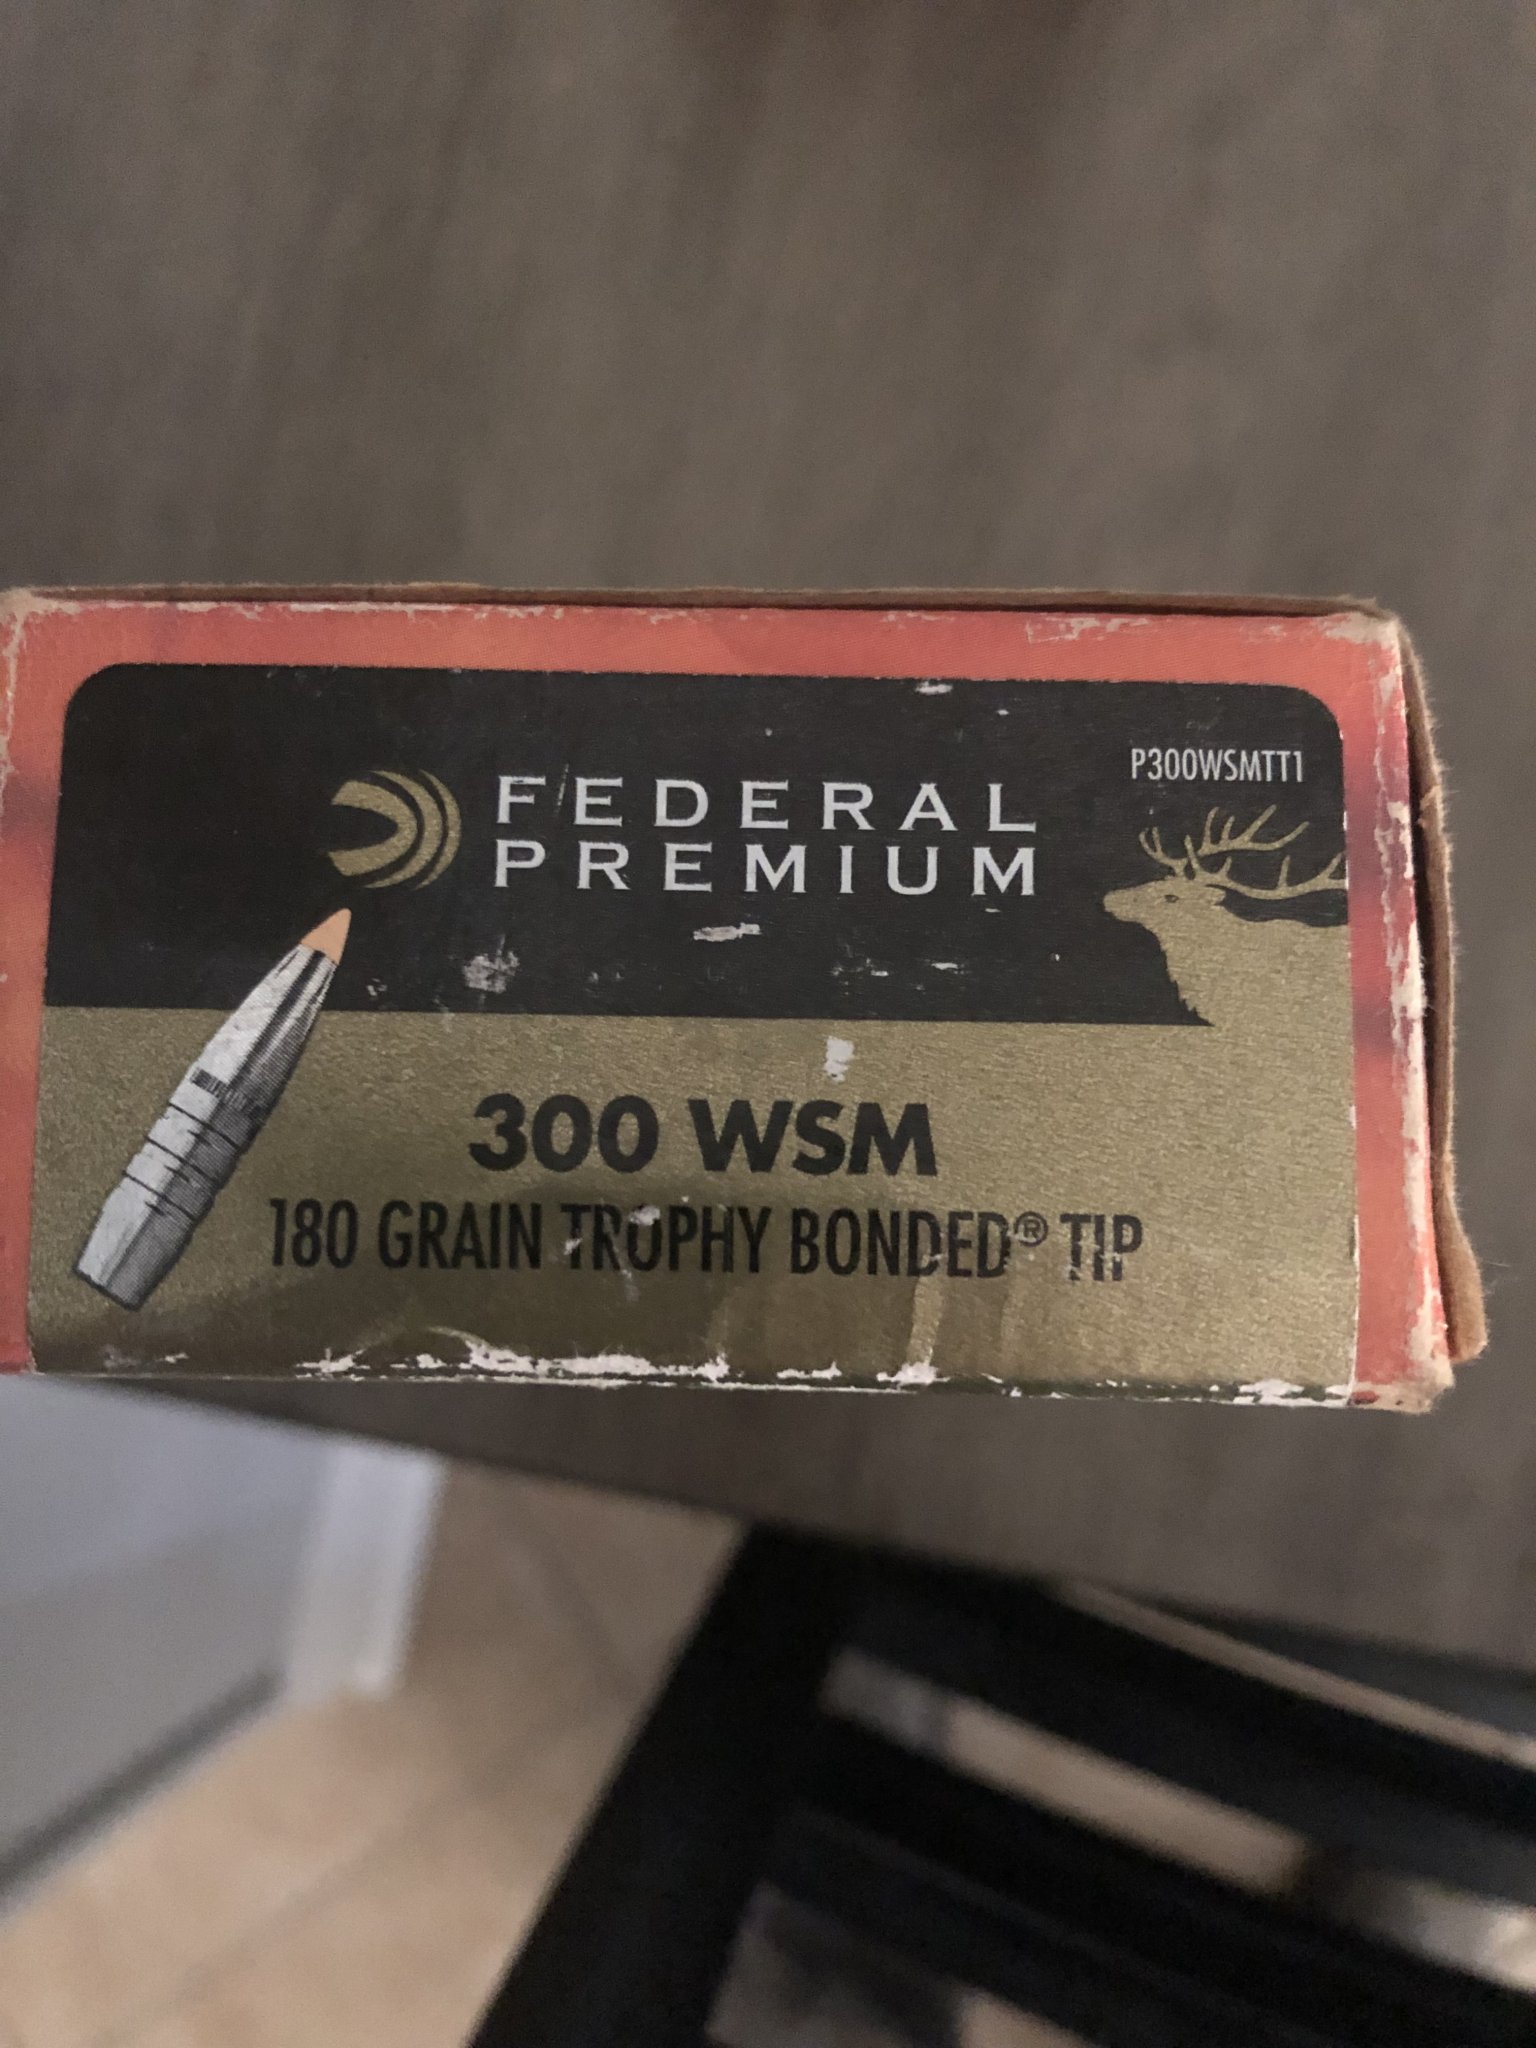 P300WSMTT1
FEDERAL
PREMIUM
300 WSM
180 GRAIN TROPHY BONDED® TIP